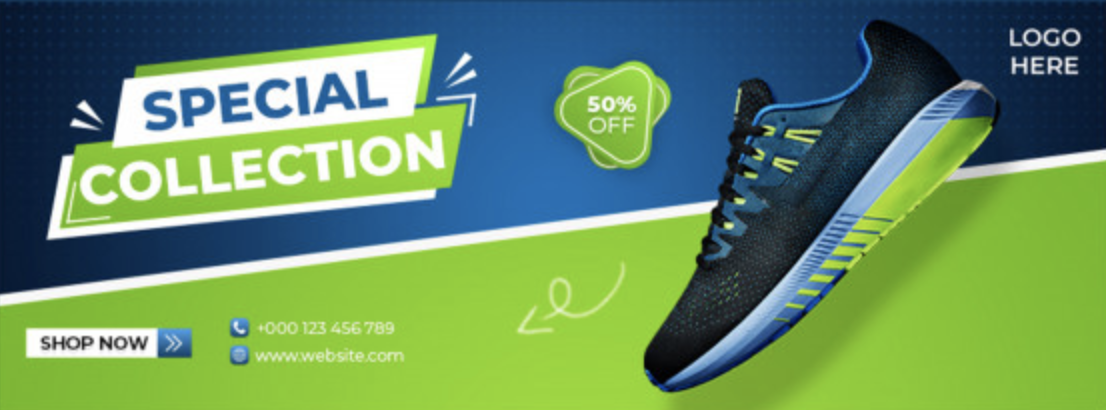 SPECIAL
COLLECTION
50%
OFF
LOGO
HERE
SHOP NOW
+000 123 456 789
www.website.com